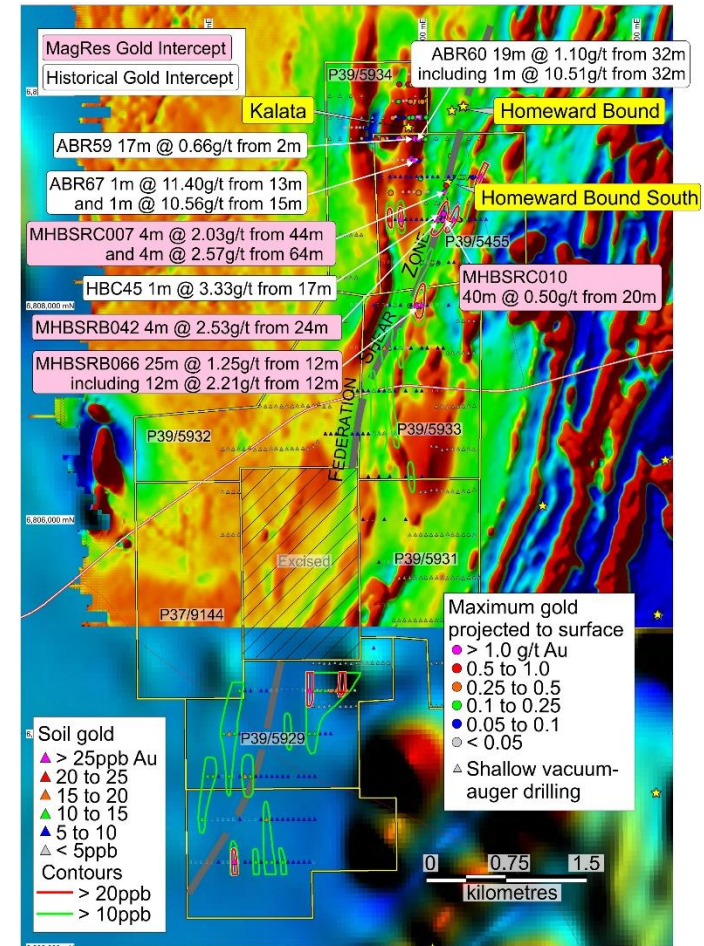 MagRes Gold Intercept
Historical Gold Intercept
mE
mE
ABR60 19m @ 1.10g/t from 32m
including 1m @ 10.51g/t from 32m
P39/5934
Kalata
Homeward Bound
ABR59 17m @ 0.66g/t from 2m
ABR67 1m @ 11.40g/t from 13m
and 1m @ 10.56g/t from 15m
Homeward Bound South
MHBSRC007 4m @ 2.03g/t from 44m
and 4m @ 2.57g/t from 64m
P39/5455
MHBSRC010
40m @ 0.50g/t from 20m
HBC45 1m @ 3.33g/t from 17m
6,808,000 mN
MHBSRB042 4m @ 2.53g/t from 24m
MHBSRB066 25m @ 1.25g/t from 12m
including 12m @ 2.21g/t from 12m
FEDERATION SHEAR ZONE
P39/5932
P39/5933
6,806,000 mN
Excised
P39/5931
P37/9144
Maximum gold
projected to surface
> 1.0 g/t Au
0.5 to 1.0
0.25 to 0.5
0.1 to 0.25
0.05 to 0.1
< 0.05
Shallow vacuum-
auger drilling
P39/5929
Soil gold
> 25ppb Au
20 to 25
15 to 20
10 to 15
5 to 10
< 5ppb
Contours
> 20ppb
> 10ppb
0 0.75 1.5
kilometres